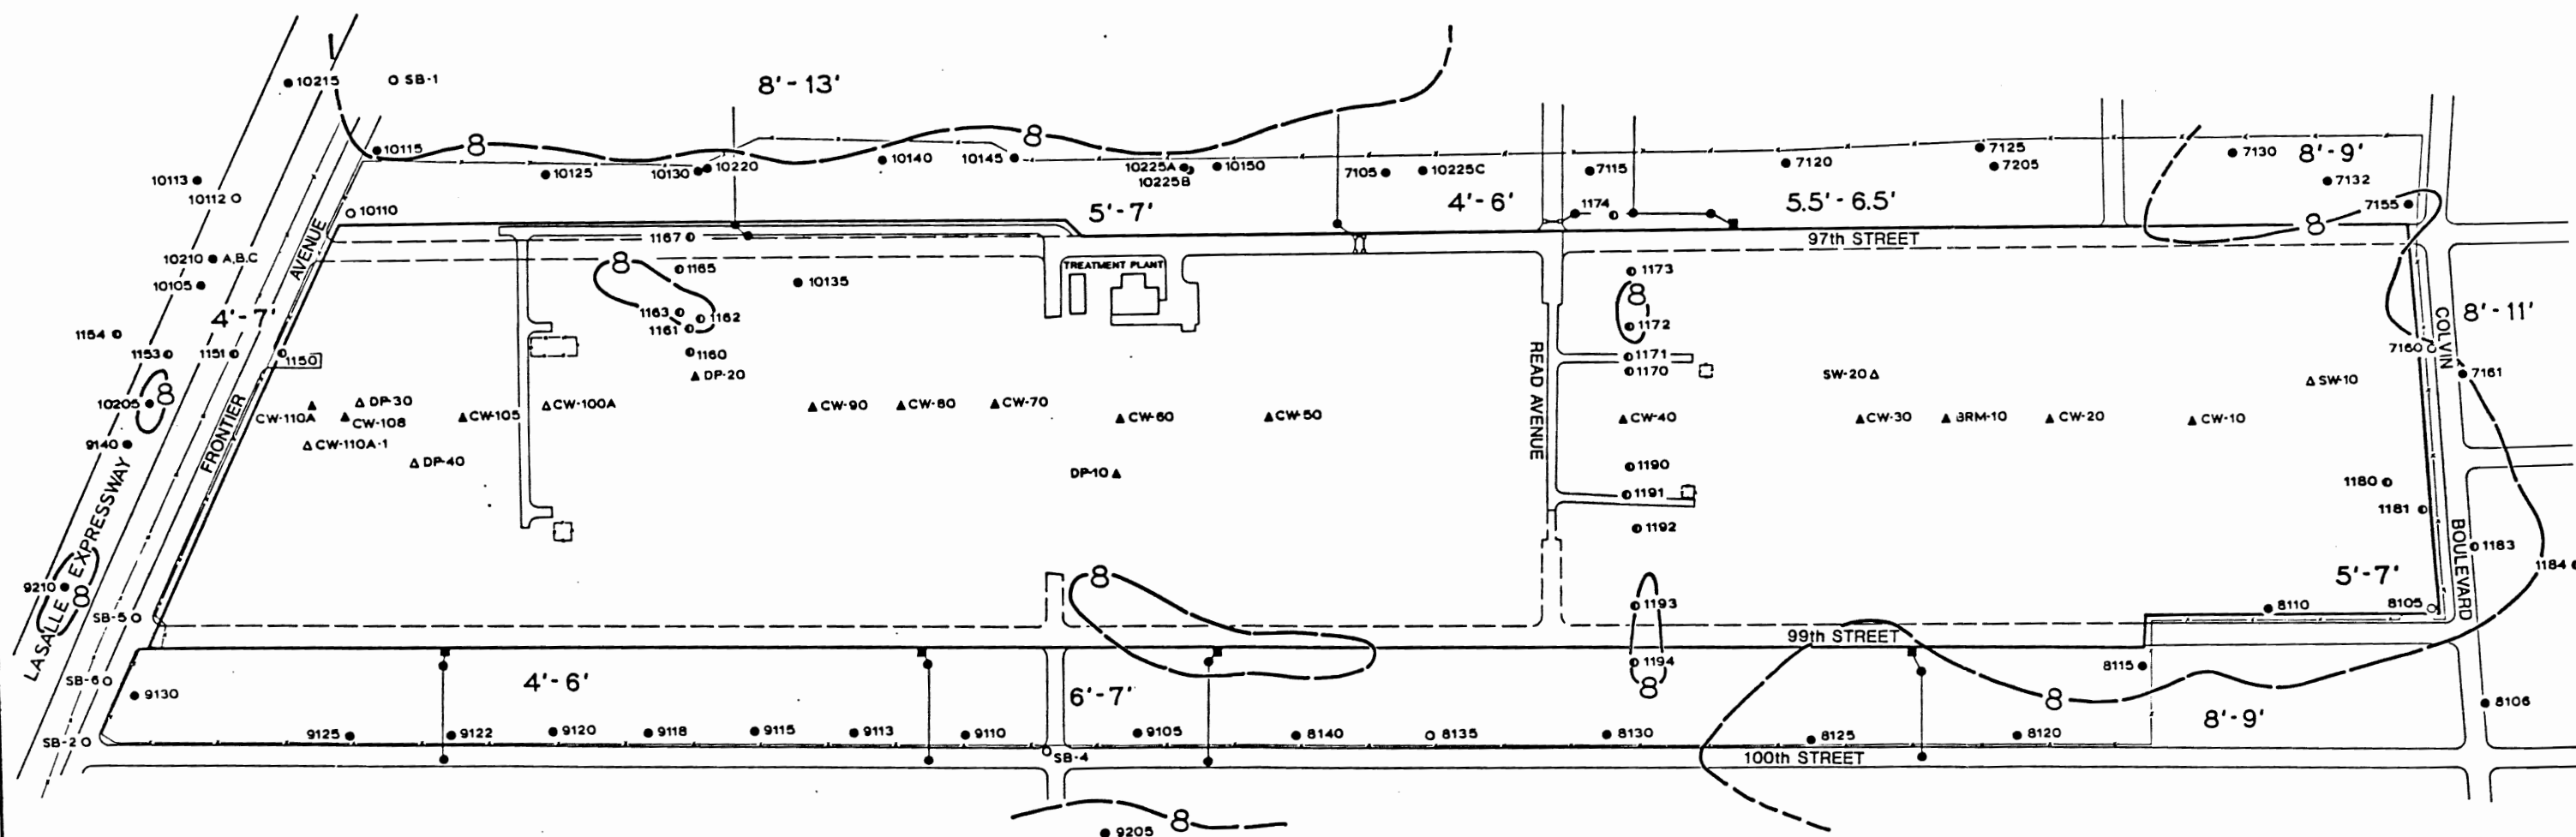 10215
SB-1
8'-13'
8
8
10115
10113
10112
10110
10125
10130
10220
10140
10145
10225A
10225B
10150
7105
10225C
7115
7120
7125
7205
7130
8'-9'
7132
7155
8
5'-7'
4'-6'
5.5'-6.5'
1174
1167
97th STREET
10210 A,B,C
10105
AVENUE
8
1165
10135
TREATMENT PLANT
1163
1162
1161
1160
DP-20
1173
8
1172
1171
1170
READ AVENUE
COLVIN
8'-11'
7160
7161
4'-7'
1154
1153
1151
1150
8
10205
9140
FRONTIER
DP-30
CW-110A
CW-108
CW-110A-1
DP-40
CW-105
CW-100A
CW-90
CW-80
CW-70
CW-60
CW-50
DP-10
CW-40
SW-20
CW-30
BRM-10
CW-20
CW-10
SW-10
1190
1191
1192
1180
1181
1183
1184
BOULEVARD
5'-7'
LASALLE EXPRESSWAY
9210
8
SB-5
8
1193
1194
8
8110
8105
99th STREET
8115
SB-6
9130
4'-6'
6'-7'
8
8'-9'
8106
SB-2
9125
9122
9120
9118
9115
9113
9110
SB-4
9105
8140
8135
8130
8125
8120
100th STREET
9205
8